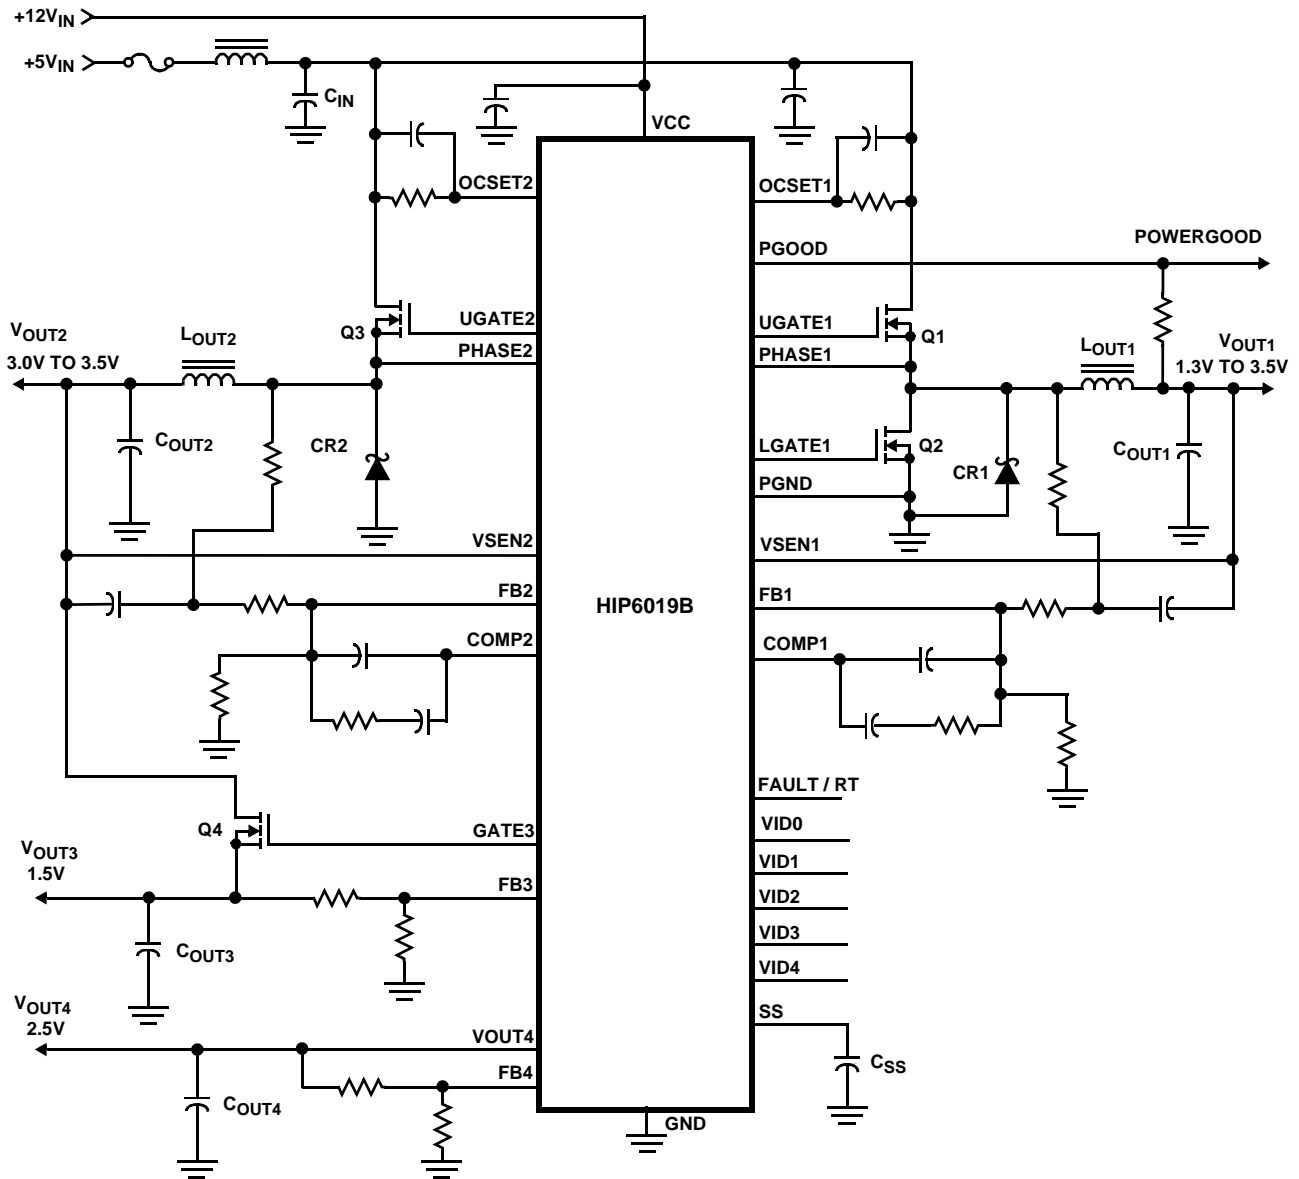 +12VIN
+5VIN
CIN
VCC
OCSET2
OCSET1
PGOOD
POWERGOOD
UGATE2
Q3
PHASE2
UGATE1
Q1
PHASE1
VOUT2
3.0V TO 3.5V
LOUT2
LOUT1
VOUT1
1.3V TO 3.5V
COUT2
CR2
LGATE1
Q2
PGND
CR1
COUT1
VSEN2
VSEN1
FB2
HIP6019B
FB1
COMP2
COMP1
FAULT / RT
VID0
Q4
GATE3
VID1
VOUT3
1.5V
FB3
VID2
COUT3
VID3
VID4
VOUT4
2.5V
VOUT4
SS
FB4
CSS
COUT4
GND